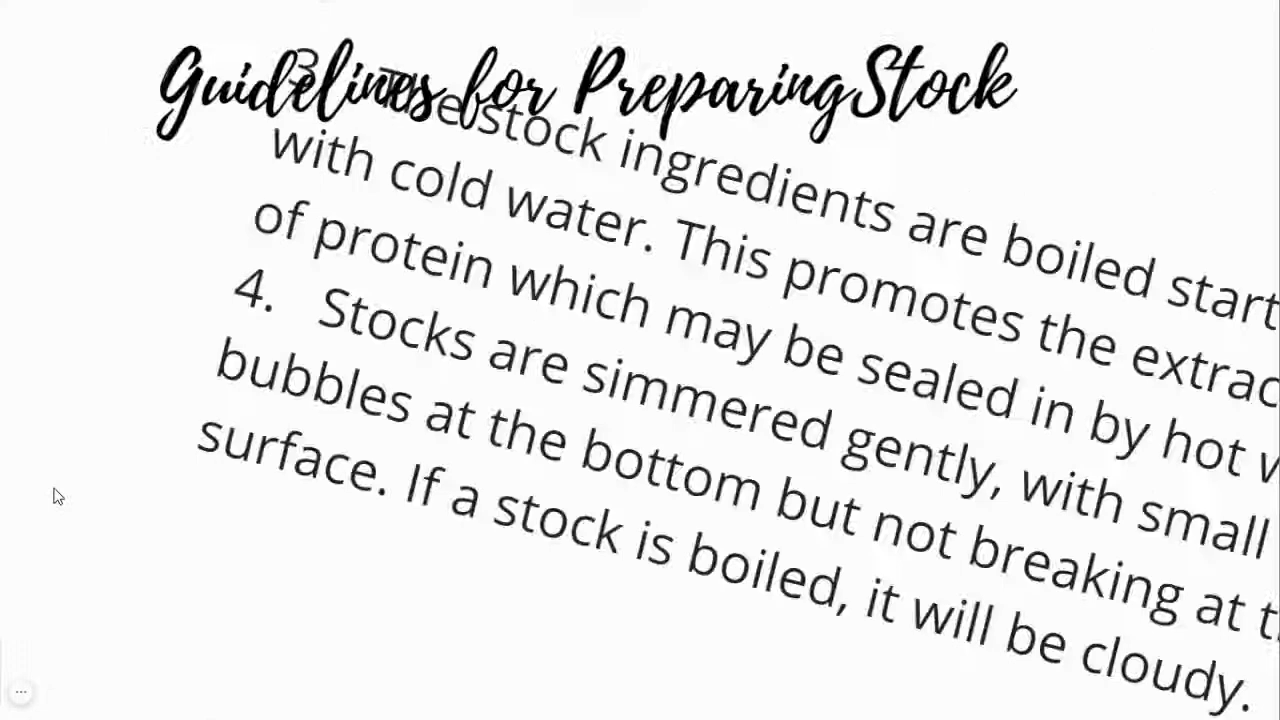 Guidelines for Preparing Stock
3. The stock ingredients are boiled start
with cold water. This promotes the extrac
of protein which may be sealed in by hot
4. Stocks are simmered gently, with small
bubbles at the bottom but not breaking at
surface. If a stock is boiled, it will be cloudy.